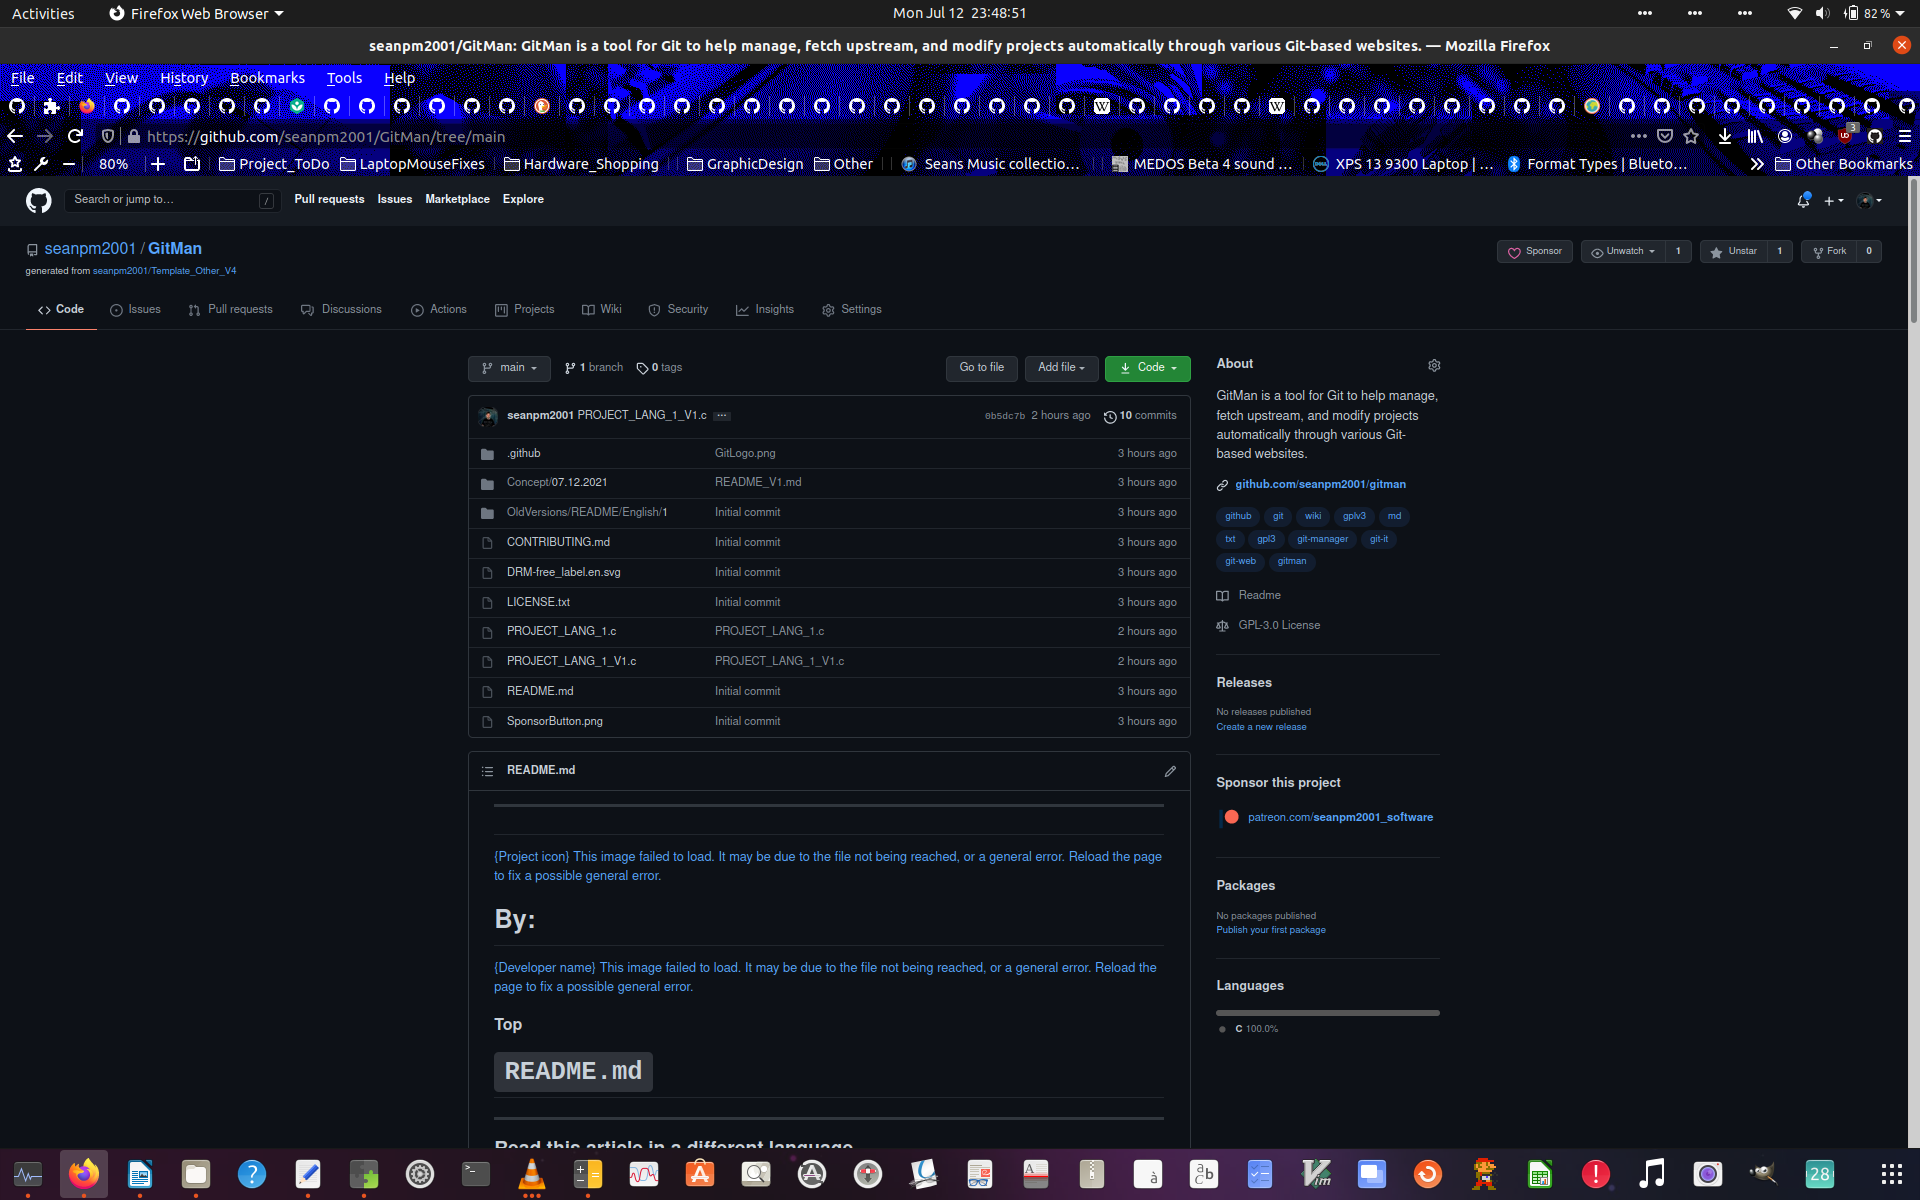 Activities Firefox Web Browser Mon Jul 12 23:48:51 82 %
seanpm2001/GitMan: GitMan is a tool for Git to help manage, fetch upstream, and modify projects automatically through various Git-based websites. — Mozilla Firefox
File Edit View History Bookmarks Tools Help
https://github.com/seanpm2001/GitMan/tree/main 3
80% Project_ToDo LaptopMouseFixes Hardware_Shopping GraphicDesign Other Seans Music collectio… MEDOS Beta 4 sound … XPS 13 9300 Laptop | … Format Types | Blueto… Other Bookmarks
Search or jump to… / Pull requests Issues Marketplace Explore
seanpm2001 / GitMan Sponsor Unwatch 1 Unstar 1 Fork 0
generated from seanpm2001/Template_Other_V4
Code Issues Pull requests Discussions Actions Projects Wiki Security Insights Settings
main 1 branch 0 tags Go to file Add file Code
seanpm2001 PROJECT_LANG_1_V1.c ... 0b5dc7b 2 hours ago 10 commits
.github GitLogo.png 3 hours ago
Concept/07.12.2021 README_V1.md 3 hours ago
OldVersions/README/English/1 Initial commit 3 hours ago
CONTRIBUTING.md Initial commit 3 hours ago
DRM-free_label.en.svg Initial commit 3 hours ago
LICENSE.txt Initial commit 3 hours ago
PROJECT_LANG_1.c PROJECT_LANG_1.c 2 hours ago
PROJECT_LANG_1_V1.c PROJECT_LANG_1_V1.c 2 hours ago
README.md Initial commit 3 hours ago
SponsorButton.png Initial commit 3 hours ago
README.md
{Project icon} This image failed to load. It may be due to the file not being reached, or a general error. Reload the page
to fix a possible general error.
By:
{Developer name} This image failed to load. It may be due to the file not being reached, or a general error. Reload the
page to fix a possible general error.
Top
README.md
Read this article in a different language
About
GitMan is a tool for Git to help manage,
fetch upstream, and modify projects
automatically through various Git-
based websites.
github.com/seanpm2001/gitman
github git wiki gplv3 md
txt gpl3 git-manager git-it
git-web gitman
Readme
GPL-3.0 License
Releases
No releases published
Create a new release
Sponsor this project
patreon.com/seanpm2001_software
Packages
No packages published
Publish your first package
Languages
C 100.0%
28